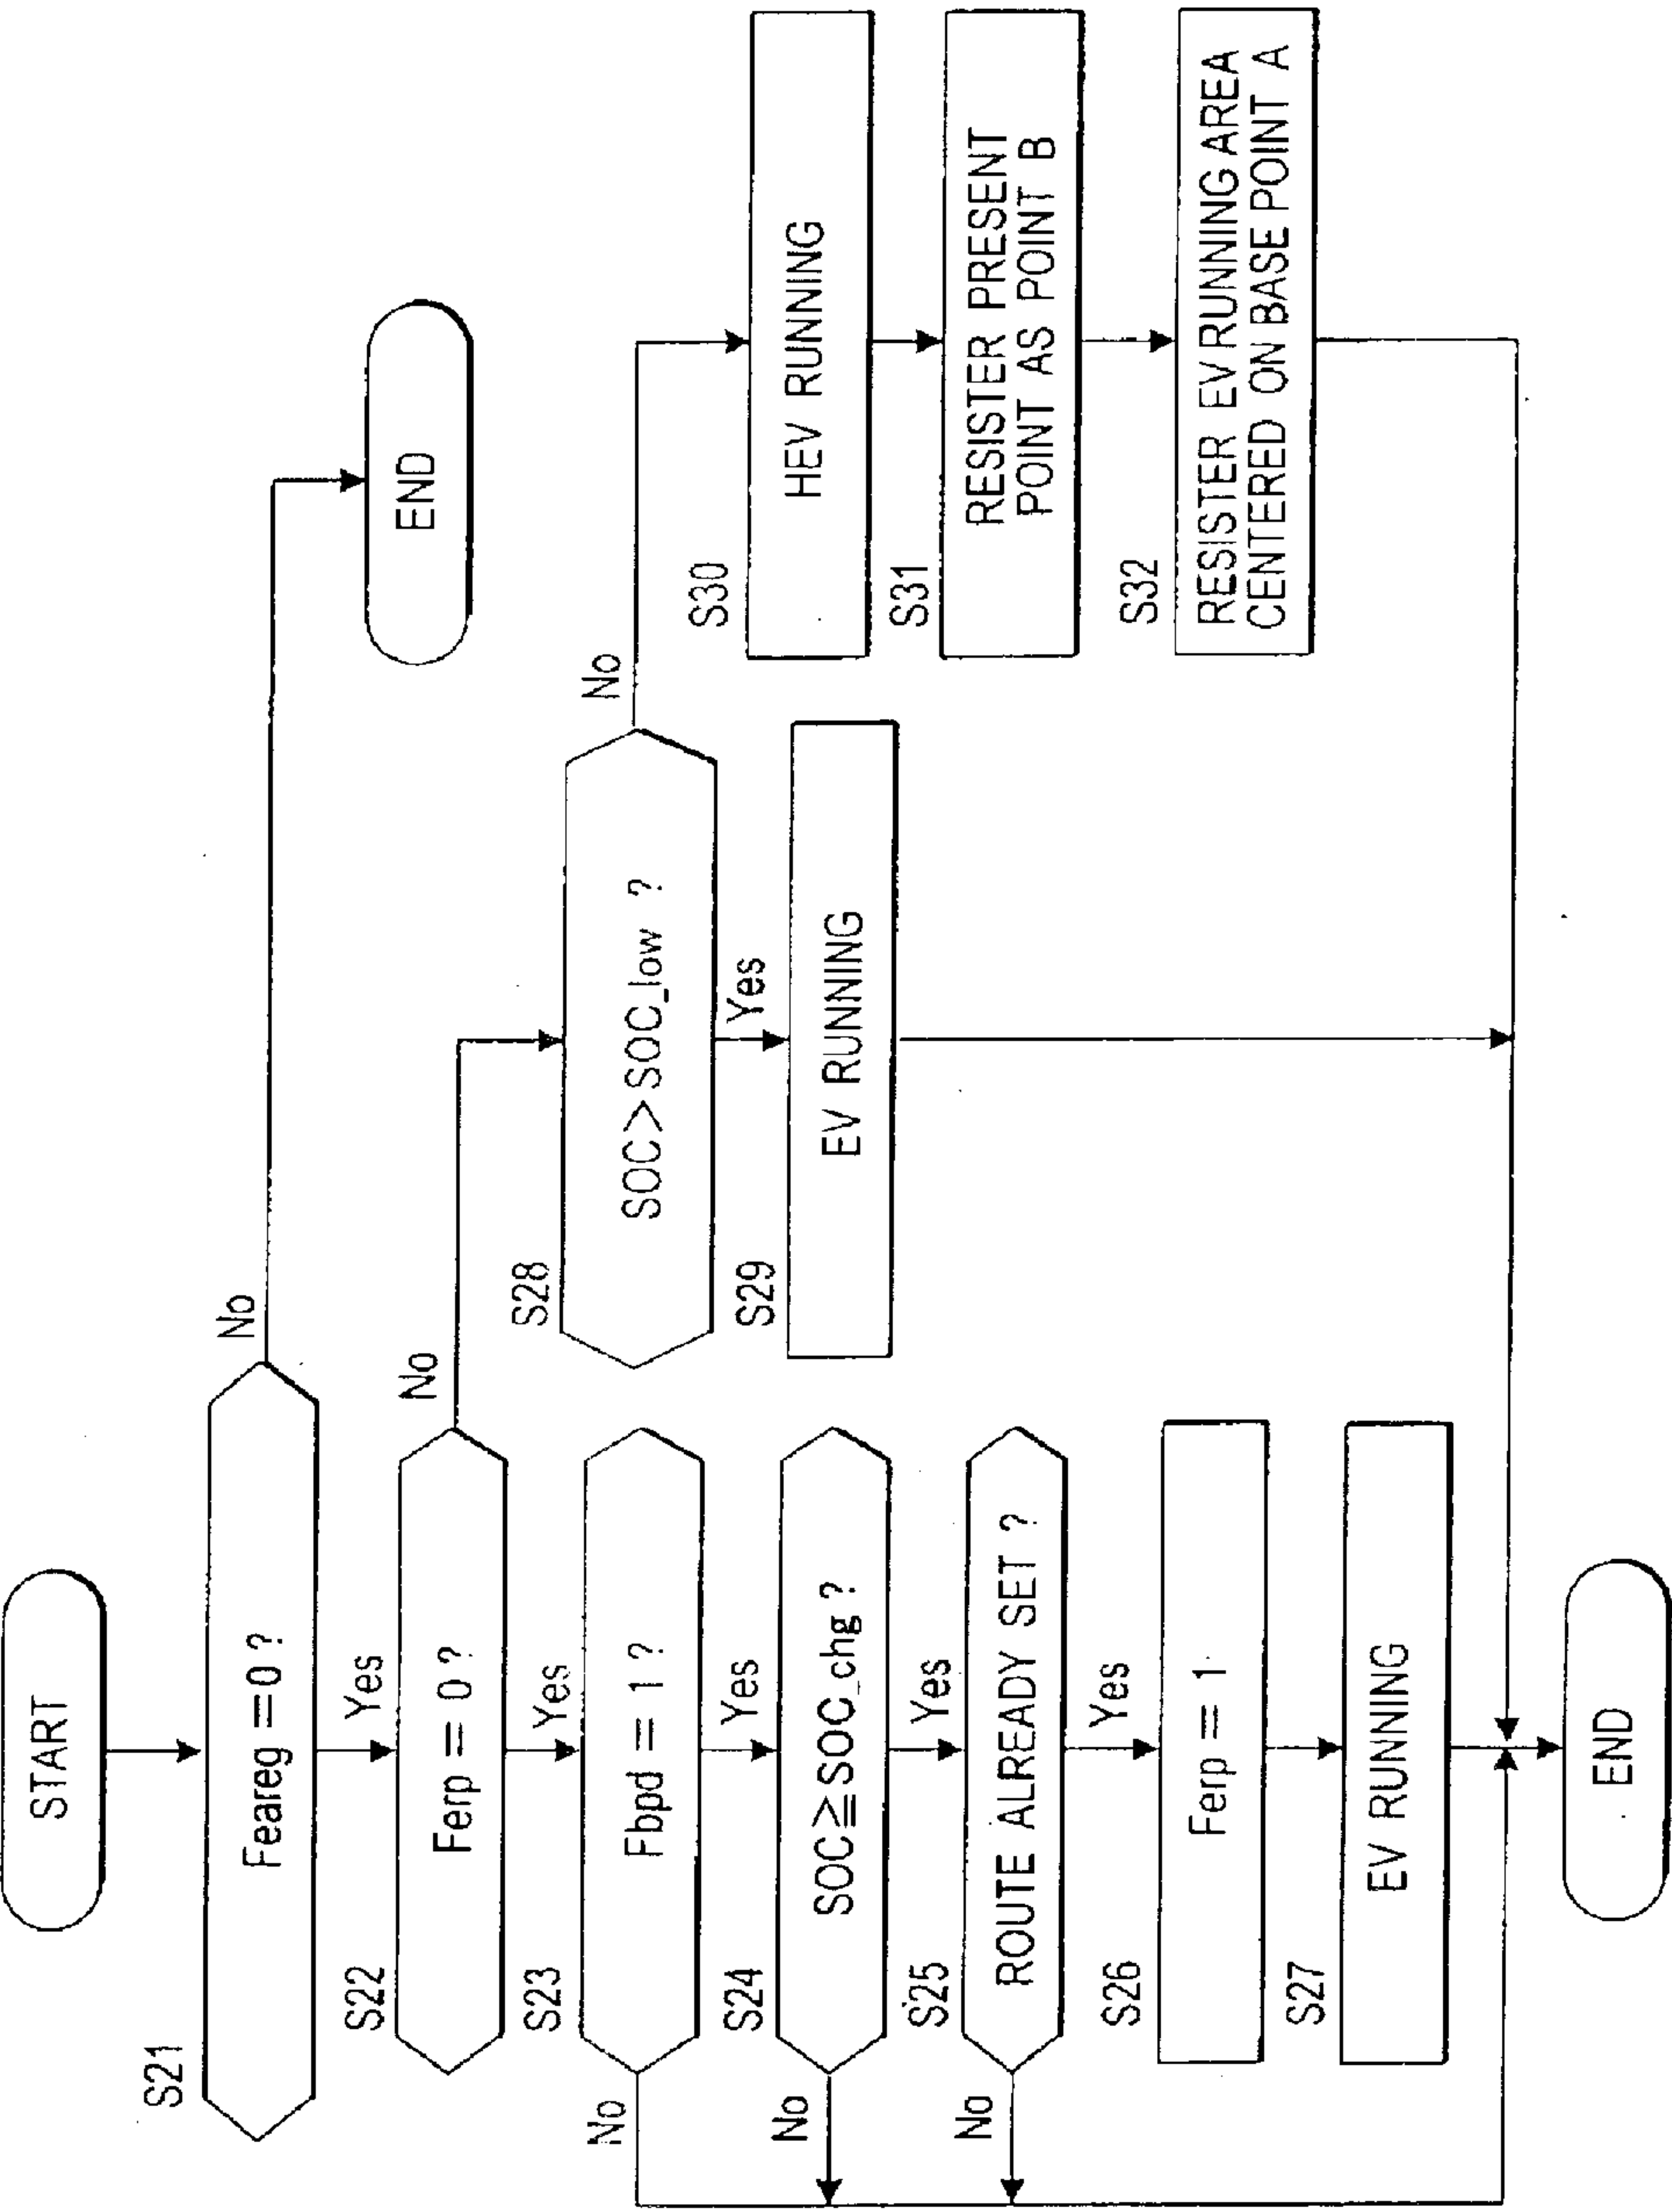 START
S21
Feareg=0?
No
Yes
END
S22
Ferp=0?
No
Yes
S23
Fbpd=1?
No
Yes
S24
SOC≧SOC_chg?
No
Yes
S25
ROUTE ALREADY SET ?
No
Yes
S26
Ferp=1
S27
EV RUNNING
END
S28
SOC>SOC_low ?
No
Yes
S29
EV RUNNING
S30
HEV RUNNING
S31
RESISTER PRESENT
POINT AS POINT B
S32
RESISTER EV RUNNING AREA
CENTERED ON BASE POINT A